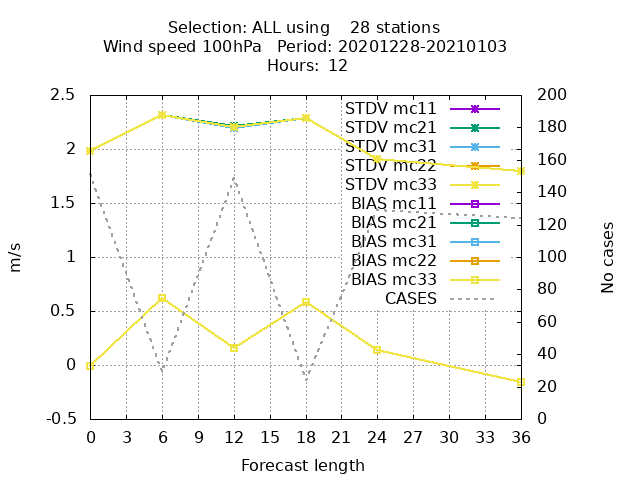 Selection: ALL using    28 stations
Wind speed 100hPa   Period: 20201228-20210103
Hours: 12
2.5
2
1.5
1
0.5
0
-0.5
m/s
STDV mc11
STDV mc21
STDV mc31
STDV mc22
STDV mc33
BIAS mc11
BIAS mc21
BIAS mc31
BIAS mc22
BIAS mc33
CASES
200
180
160
140
120
100
80
60
40
20
0
No cases
0 3 6 9 12 15 18 21 24 27 30 33 36
Forecast length